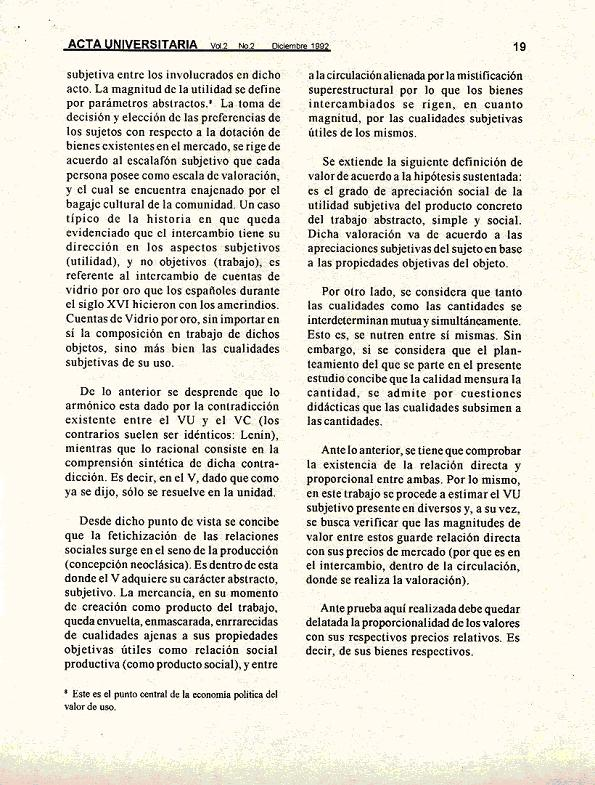 ACTA UNIVERSITARIA Vol.2 No.2 Diciembre 1992 19
subjetiva entre los involucrados en dicho
acto. La magnitud de la utilidad se define
por parámetros abstractos.⁸ La toma de
decisión y elección de las preferencias de
los sujetos con respecto a la dotación de
bienes existentes en el mercado, se rige de
acuerdo al escalafón subjetivo que cada
persona posee como escala de valoración,
y el cual se encuentra enajenado por el
bagaje cultural de la comunidad. Un caso
típico de la historia en que queda
evidenciado que el intercambio tiene su
dirección en los aspectos subjetivos
(utilidad), y no objetivos (trabajo), es
referente al intercambio de cuentas de
vidrio por oro que los españoles durante
el siglo XVI hicieron con los amerindios.
Cuentas de Vidrio por oro, sin importar en
sí la composición en trabajo de dichos
objetos, sino más bien las cualidades
subjetivas de su uso.
De lo anterior se desprende que lo
armónico esta dado por la contradicción
existente entre el VU y el VC (los
contrarios suelen ser idénticos: Lenín),
mientras que lo racional consiste en la
comprensión sintética de dicha contra-
dicción. Es decir, en el V, dado que como
ya se dijo, sólo se resuelve en la unidad.
Desde dicho punto de vista se concibe
que la fetichización de las relaciones
sociales surge en el seno de la producción
(concepción neoclásica). Es dentro de esta
donde el V adquiere su carácter abstracto,
subjetivo. La mercancía, en su momento
de creación como producto del trabajo,
queda envuelta, enmascarada, enrrarecidas
de cualidades ajenas a sus propiedades
objetivas útiles como relación social
productiva (como producto social), y entre
⁸ Este es el punto central de la economía política del
valor de uso.
a la circulación alienada por la mistificación
superestructural por lo que los bienes
intercambiados se rigen, en cuanto
magnitud, por las cualidades subjetivas
útiles de los mismos.
Se extiende la siguiente definición de
valor de acuerdo a la hipótesis sustentada:
es el grado de apreciación social de la
utilidad subjetiva del producto concreto
del trabajo abstracto, simple y social.
Dicha valoración va de acuerdo a las
apreciaciones subjetivas del sujeto en base
a las propiedades objetivas del objeto.
Por otro lado, se considera que tanto
las cualidades como las cantidades se
interdeterminan mutua y simultáneamente.
Esto es, se nutren entre sí mismas. Sin
embargo, si se considera que el plan-
teamiento del que se parte en el presente
estudio concibe que la calidad mensura la
cantidad, se admite por cuestiones
didácticas que las cualidades subsimen a
las cantidades.
Ante lo anterior, se tiene que comprobar
la existencia de la relación directa y
proporcional entre ambas. Por lo mismo,
en este trabajo se procede a estimar el VU
subjetivo presente en diversos y, a su vez,
se busca verificar que las magnitudes de
valor entre estos guarde relación directa
con sus precios de mercado (por que es en
el intercambio, dentro de la circulación,
donde se realiza la valoración).
Ante prueba aquí realizada debe quedar
delatada la proporcionalidad de los valores
con sus respectivos precios relativos. Es
decir, de sus bienes respectivos.